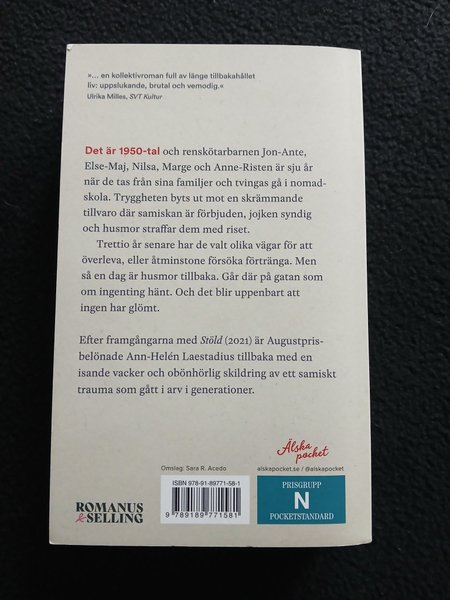 »... en kollektivroman full av länge tillbakahållet
liv: uppslukande, brutal och vemodig.«
Ulrika Milles, SVT Kultur
Det är 1950-tal och renskötarbarnen Jon-Ante,
Else-Maj, Nilsa, Marge och Anne-Risten är sju år
när de tas från sina familjer och tvingas gå i nomad-
skola. Tryggheten byts ut mot en skrämmande
tillvaro där samiskan är förbjuden, jojken syndig
och husmor straffar dem med riset.
Trettio år senare har de valt olika vägar för att
överleva, eller åtminstone försöka förtränga. Men
så en dag är husmor tillbaka. Går där på gatan som
om ingenting hänt. Och det blir uppenbart att
ingen har glömt.
Efter framgångarna med Stöld (2021) är Augustpris-
belönade Ann-Helén Laestadius tillbaka med en
isande vacker och obönhörlig skildring av ett samiskt
trauma som gått i arv i generationer.
Älska
pocket
Omslag: Sara R. Acedo
alskapocket.se / @alskapocket
ISBN 978-91-89771-58-1
9 789189 771581
PRISGRUPP
N
POCKETSTANDARD
ROMANUS
& SELLING